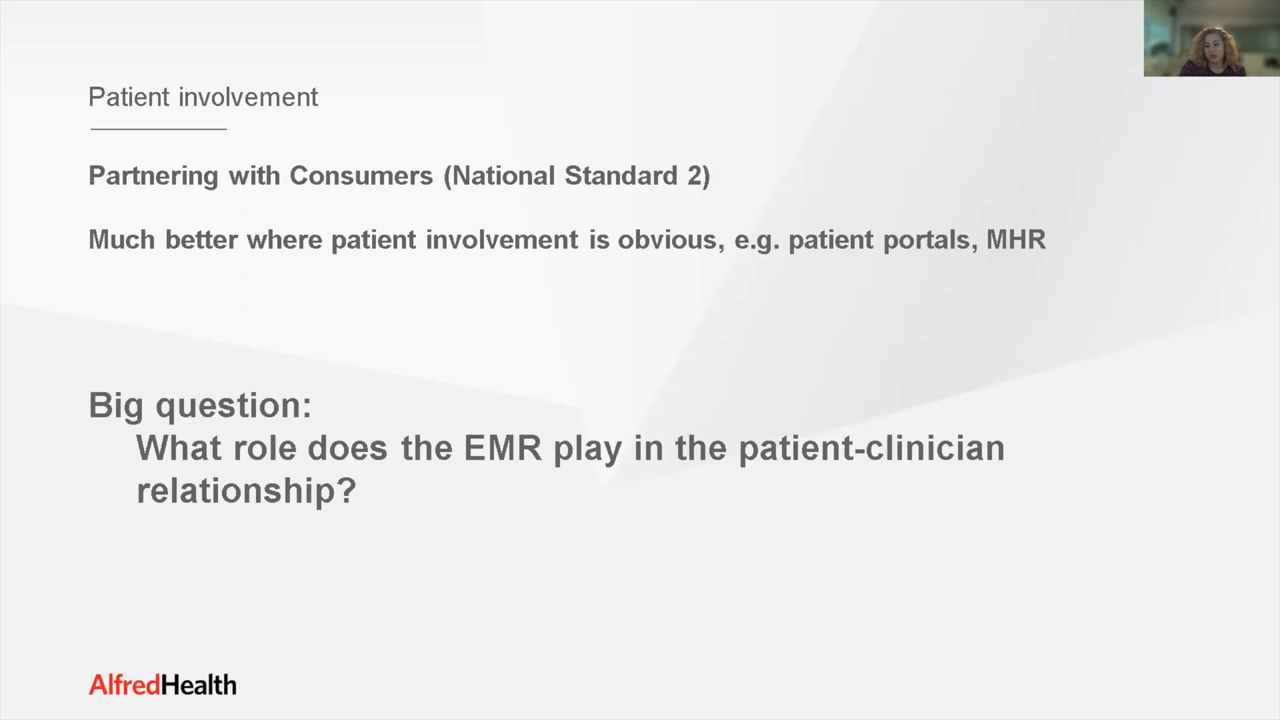 Patient involvement
Partnering with Consumers (National Standard 2)
Much better where patient involvement is obvious, e.g. patient portals, MHR
Big question:
What role does the EMR play in the patient-clinician
relationship?
AlfredHealth